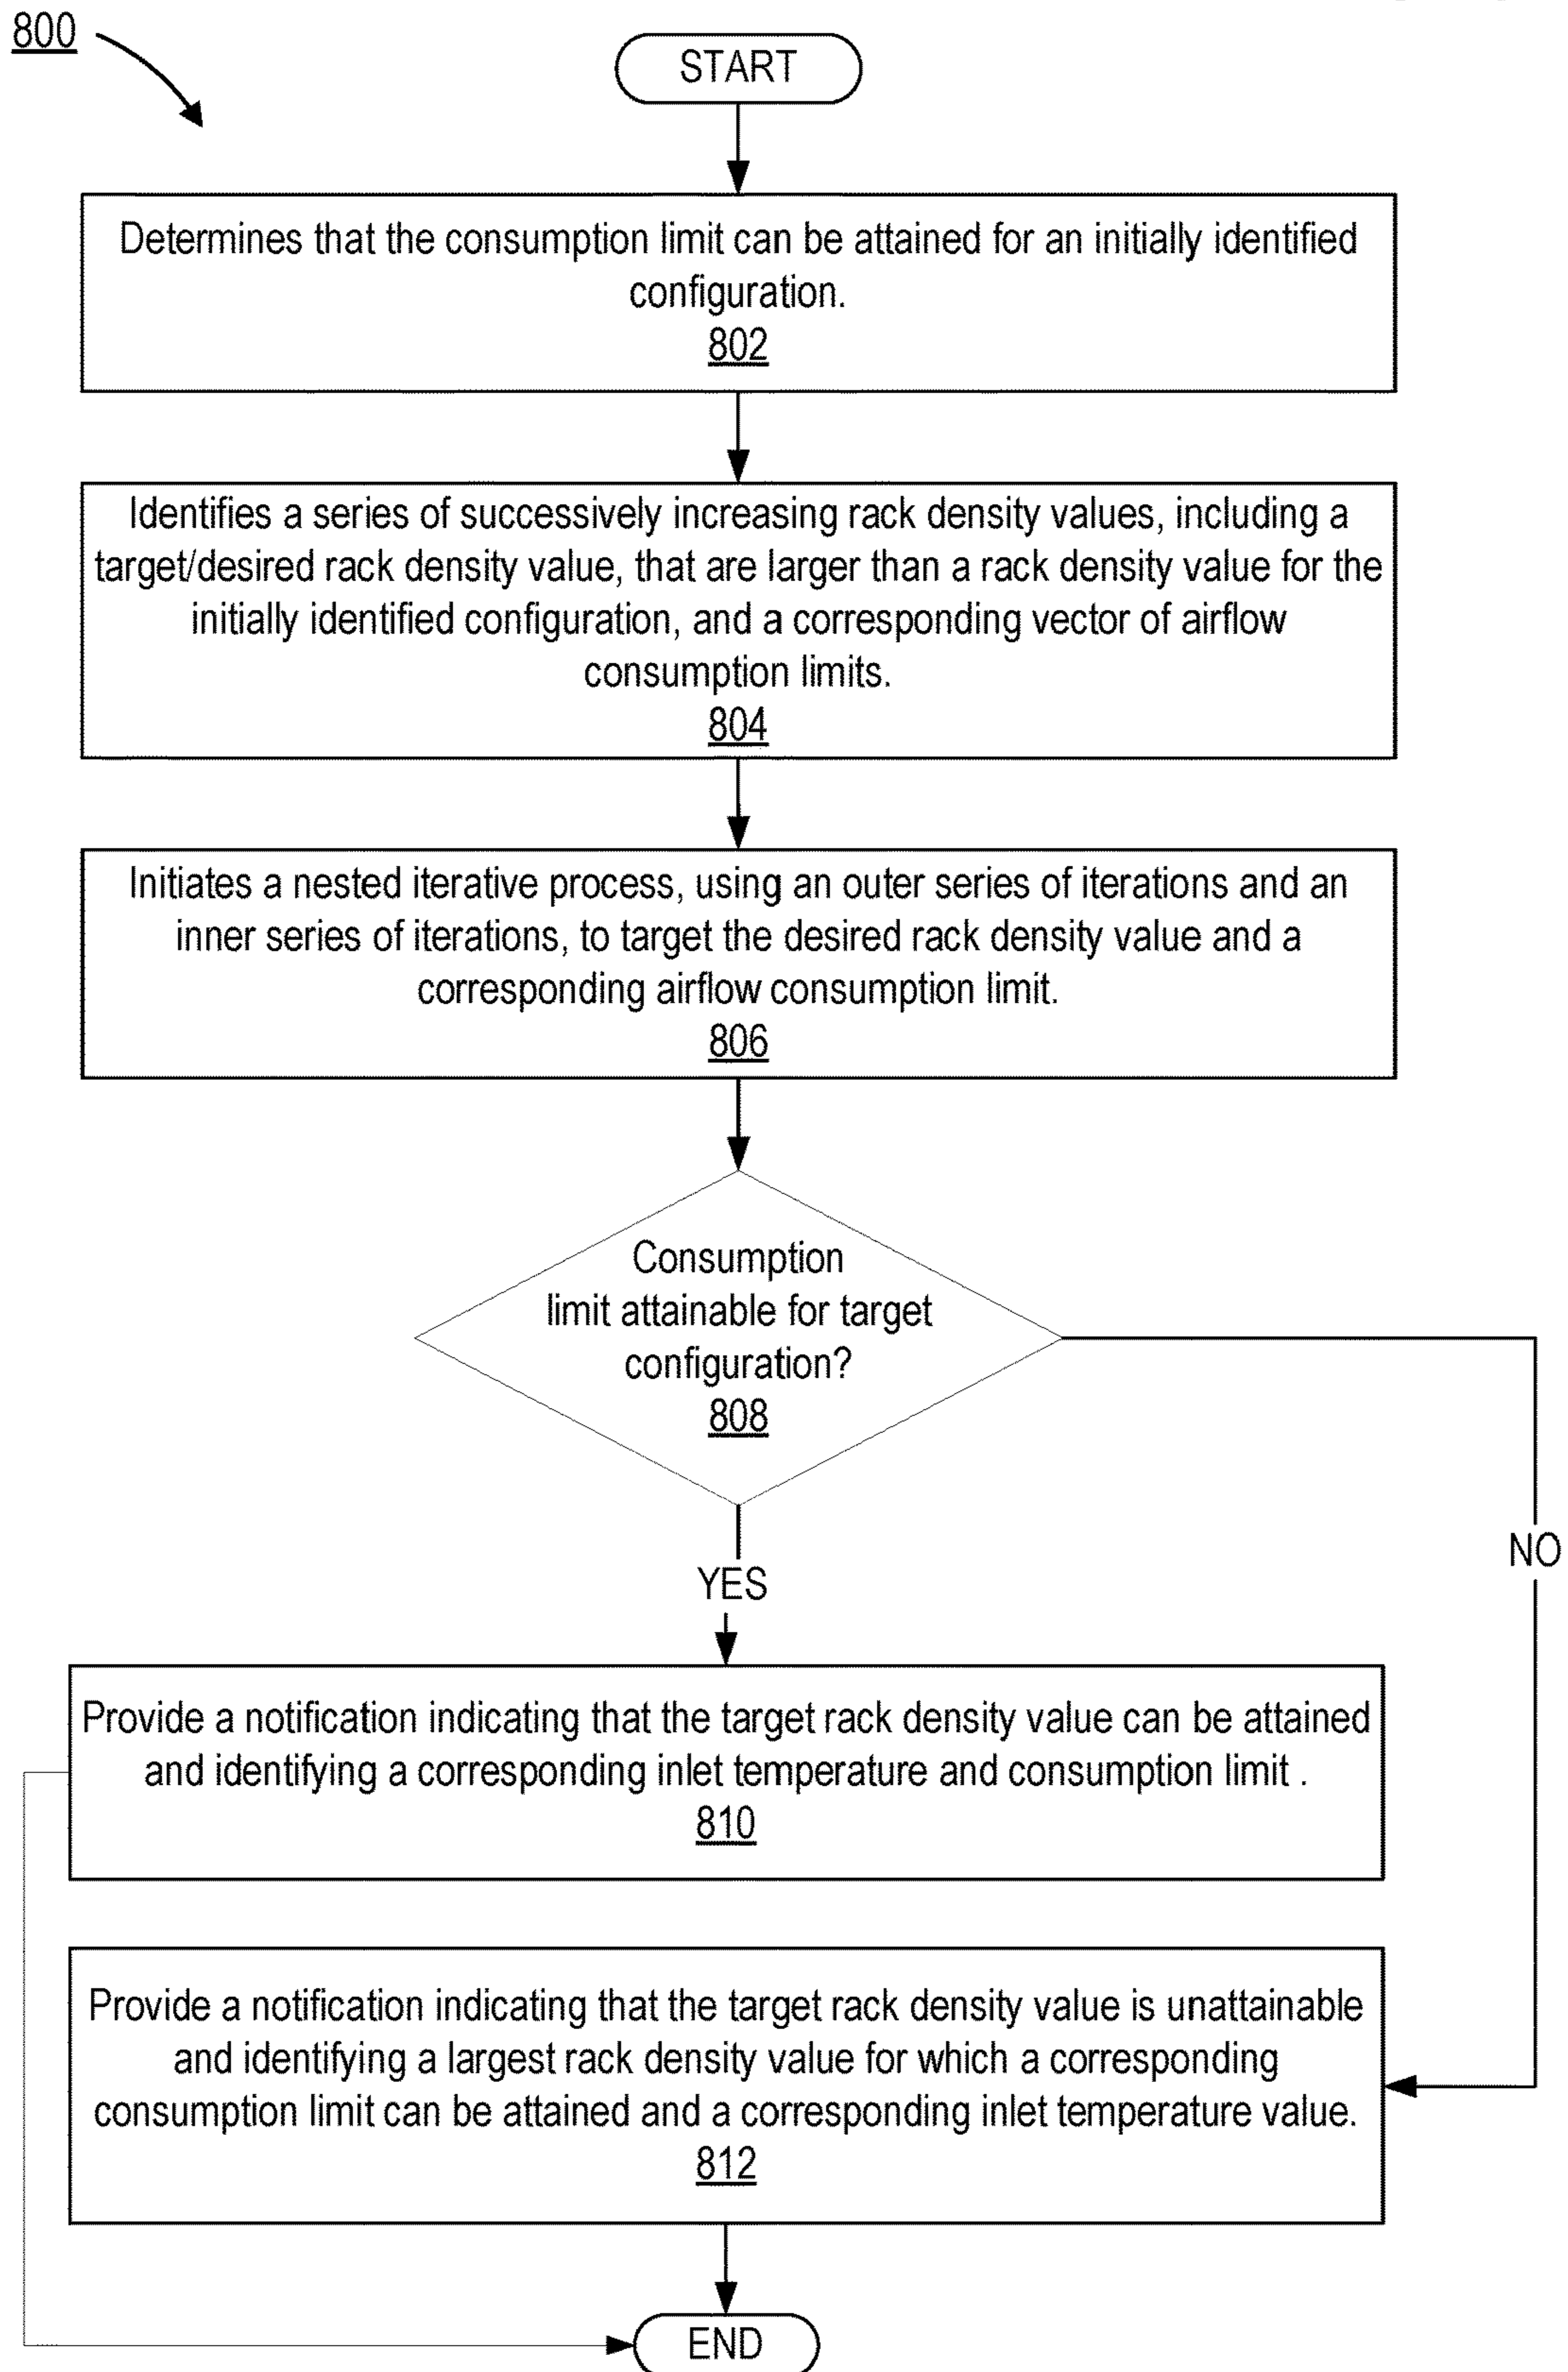 800
START
Determines that the consumption limit can be attained for an initially identified
configuration.
802
Identifies a series of successively increasing rack density values, including a
target/desired rack density value, that are larger than a rack density value for the
initially identified configuration, and a corresponding vector of airflow
consumption limits.
804
Initiates a nested iterative process, using an outer series of iterations and an
inner series of iterations, to target the desired rack density value and a
corresponding airflow consumption limit.
806
Consumption
limit attainable for target
configuration?
808
NO
YES
Provide a notification indicating that the target rack density value can be attained
and identifying a corresponding inlet temperature and consumption limit .
810
Provide a notification indicating that the target rack density value is unattainable
and identifying a largest rack density value for which a corresponding
consumption limit can be attained and a corresponding inlet temperature value.
812
END